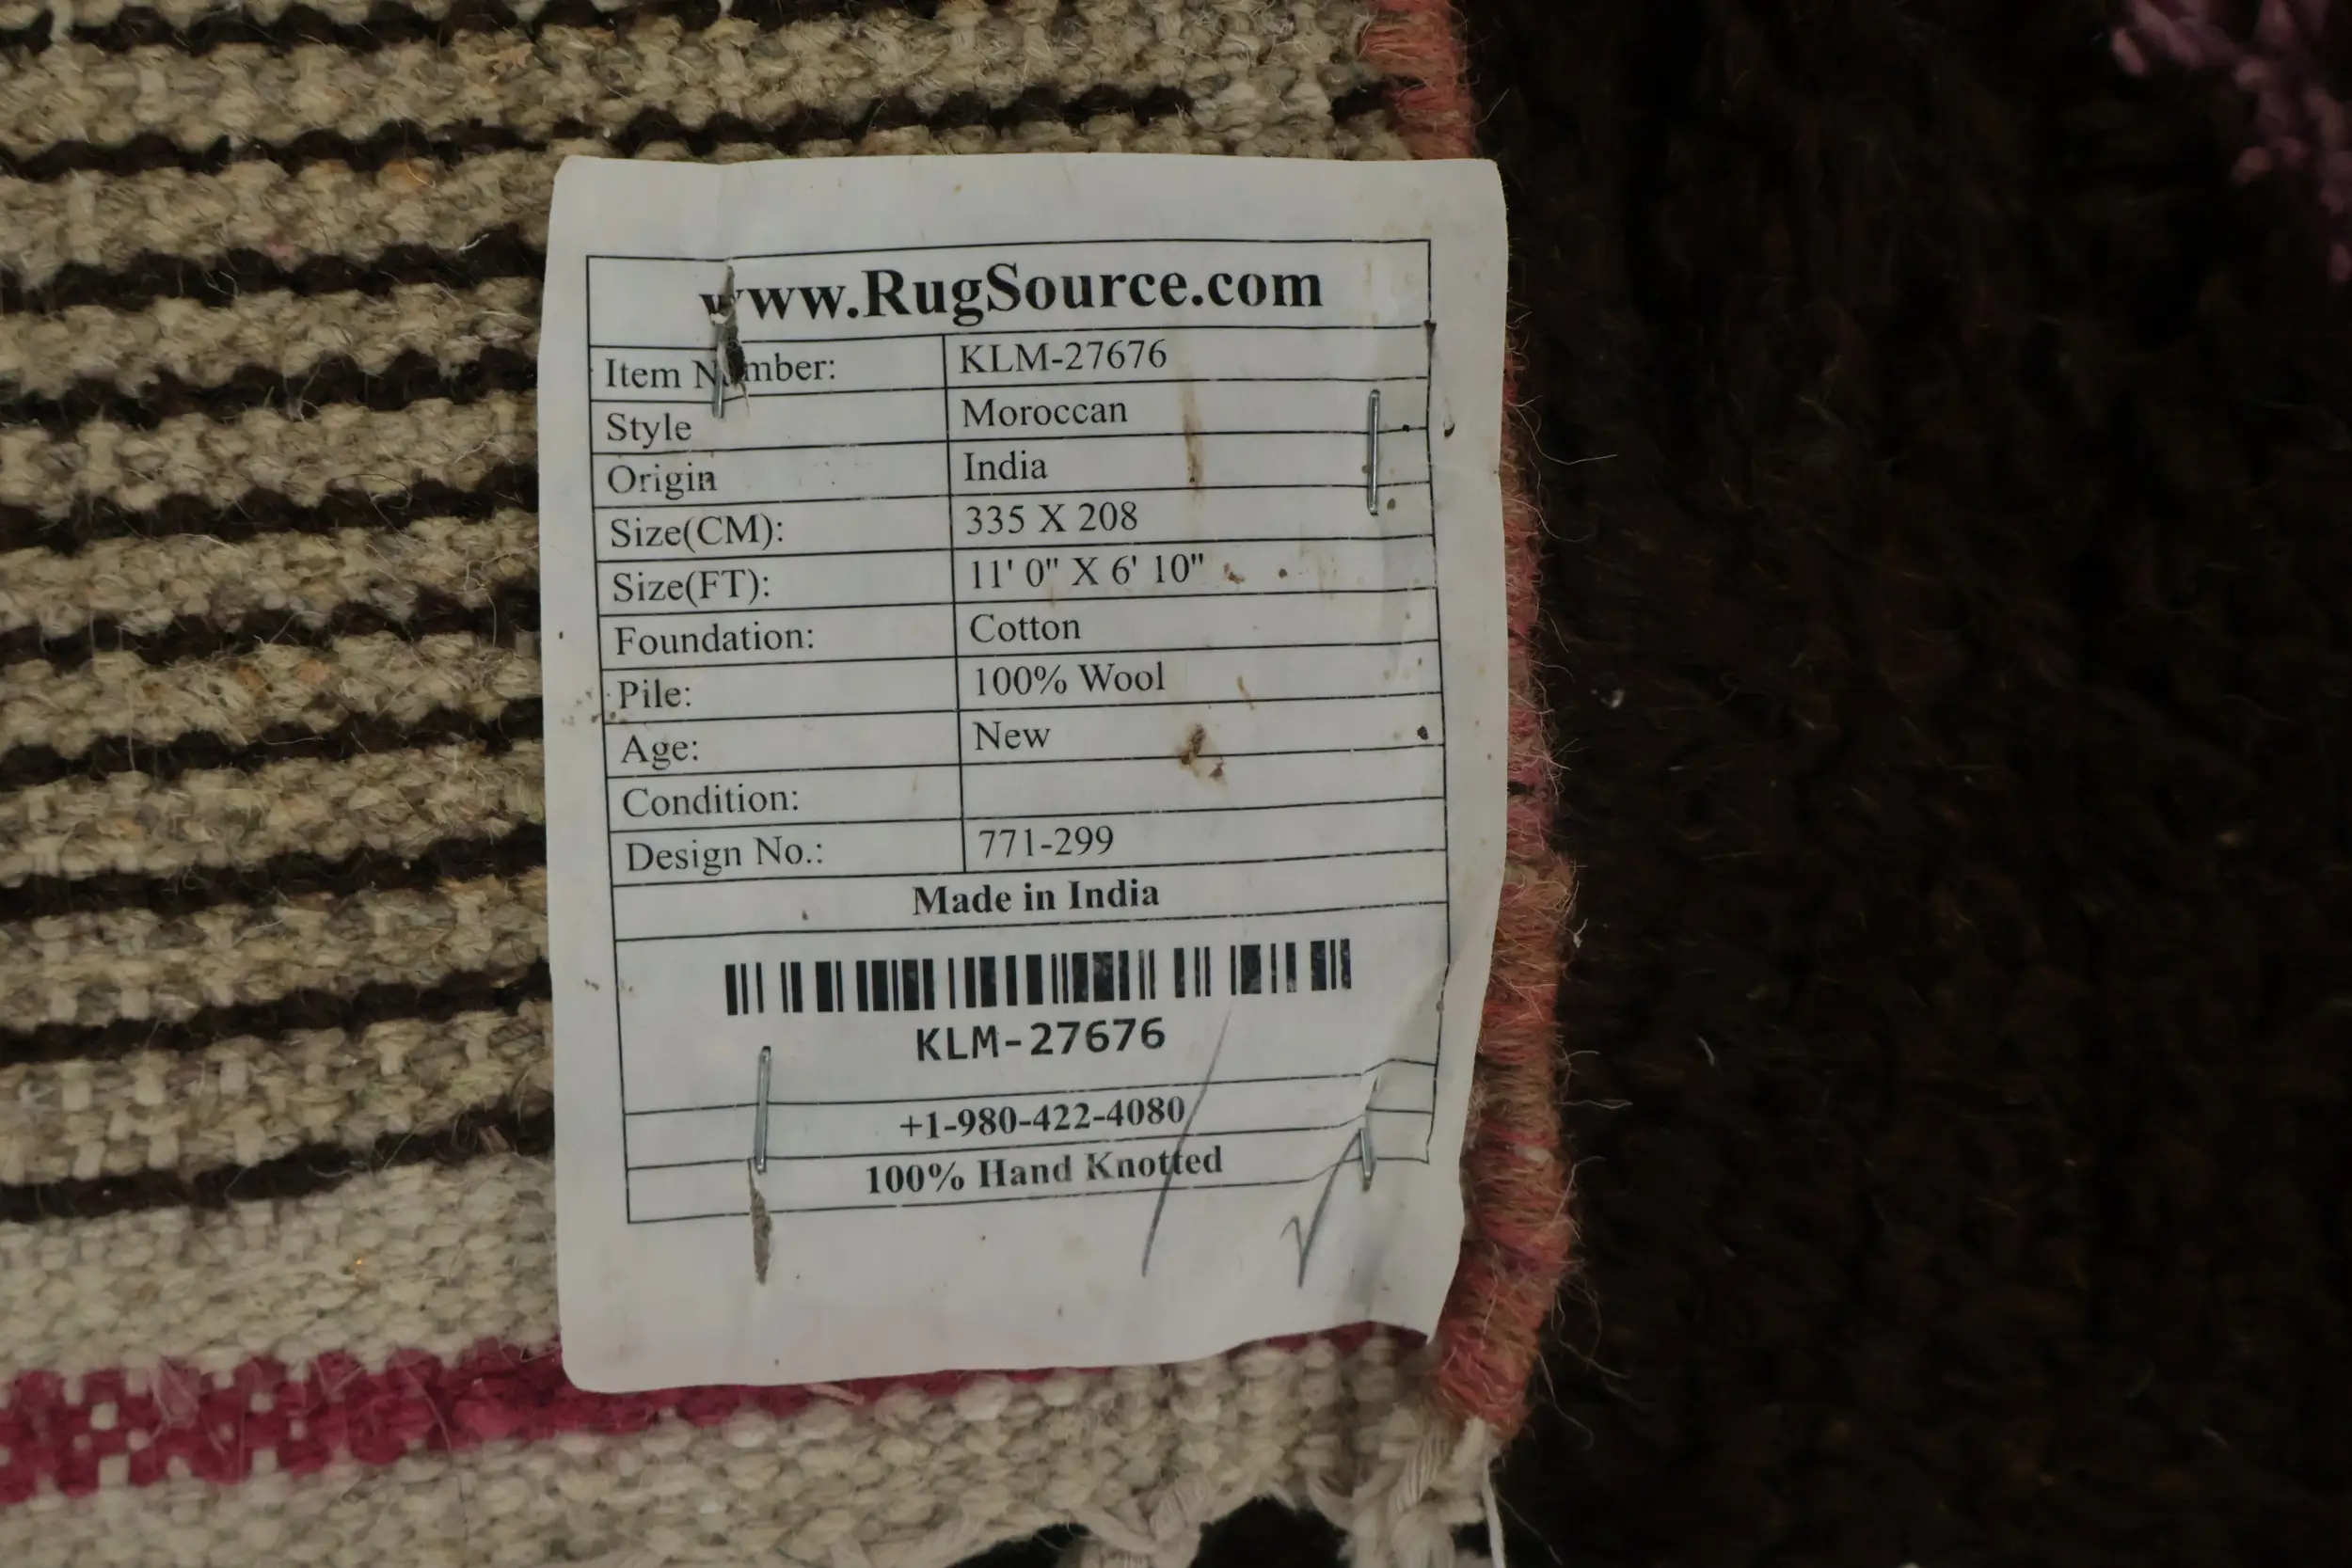 www.RugSource.com
Item Number: KLM-27676
Style Moroccan
Origin India
Size(CM): 335 X 208
Size(FT): 11' 0" X 6' 10"
Foundation: Cotton
Pile: 100% Wool
Age: New
Condition:
Design No.: 771-299
Made in India
KLM-27676
+1-980-422-4080
100% Hand Knotted